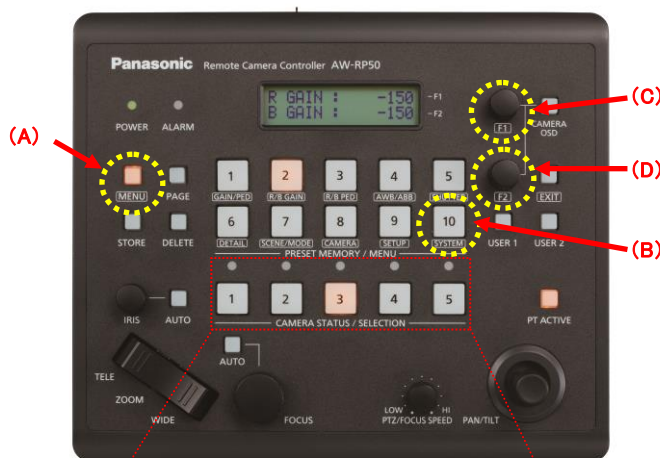 Panasonic Remote Camera Controller AW-RP50
R GAIN : -150 -F1
B GAIN : -150 -F2
POWER ALARM
F1 CAMERA OSD
(C)
(A)
(D)
MENU PAGE
1 2 3 4 5
GAIN/PED R/B GAIN R/B PED AWB/ABB
F2 EXIT
STORE DELETE
6 7 8 9 10
DETAIL SCENE/MODE CAMERA SETUP SYSTEM
USER 1 USER 2
(B)
PRESET MEMORY / MENU
IRIS AUTO
1 2 3 4 5
PT ACTIVE
CAMERA STATUS / SELECTION
AUTO
TELE
ZOOM
WIDE
FOCUS
LOW HI
PTZ/FOCUS SPEED
PAN/TILT